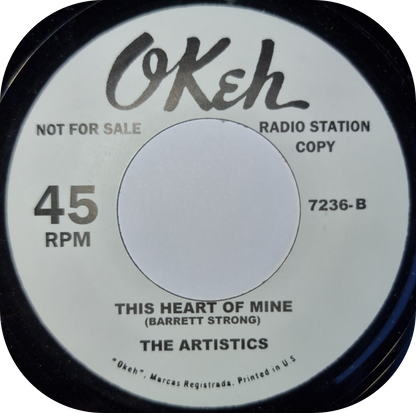 OKeh
NOT FOR SALE
RADIO STATION
COPY
45
RPM
7236-B
THIS HEART OF MINE
(BARRETT STRONG)
THE ARTISTICS
"Okeh", Marcas Registrada. Printed in U S